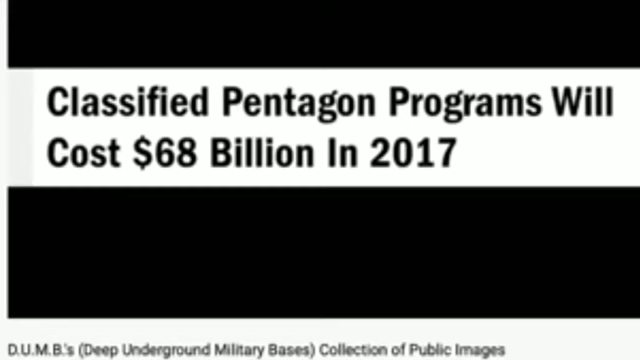 Classified Pentagon Programs Will
Cost $68 Billion In 2017
D.U.M.B.'s (Deep Underground Military Bases) Collection of Public Images